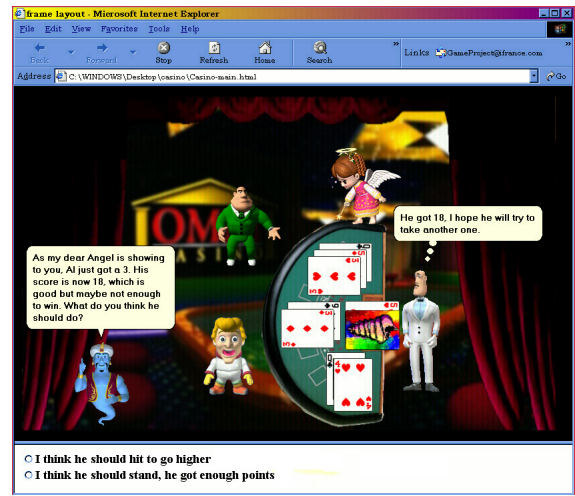 frame layout - Microsoft Internet Explorer
File Edit View Favorites Tools Help
Back Forward Stop Refresh Home Search » Links GameProject@ifrance.com
Address C:\WINDOWS\Desktop\casino\Casino-main.html Go
OM
As my dear Angel is showing
to you, Al just got a 3. His
score is now 18, which is
good but maybe not enough
to win. What do you think he
should do?
He got 18, I hope he will try to
take another one.
I think he should hit to go higher
I think he should stand, he got enough points